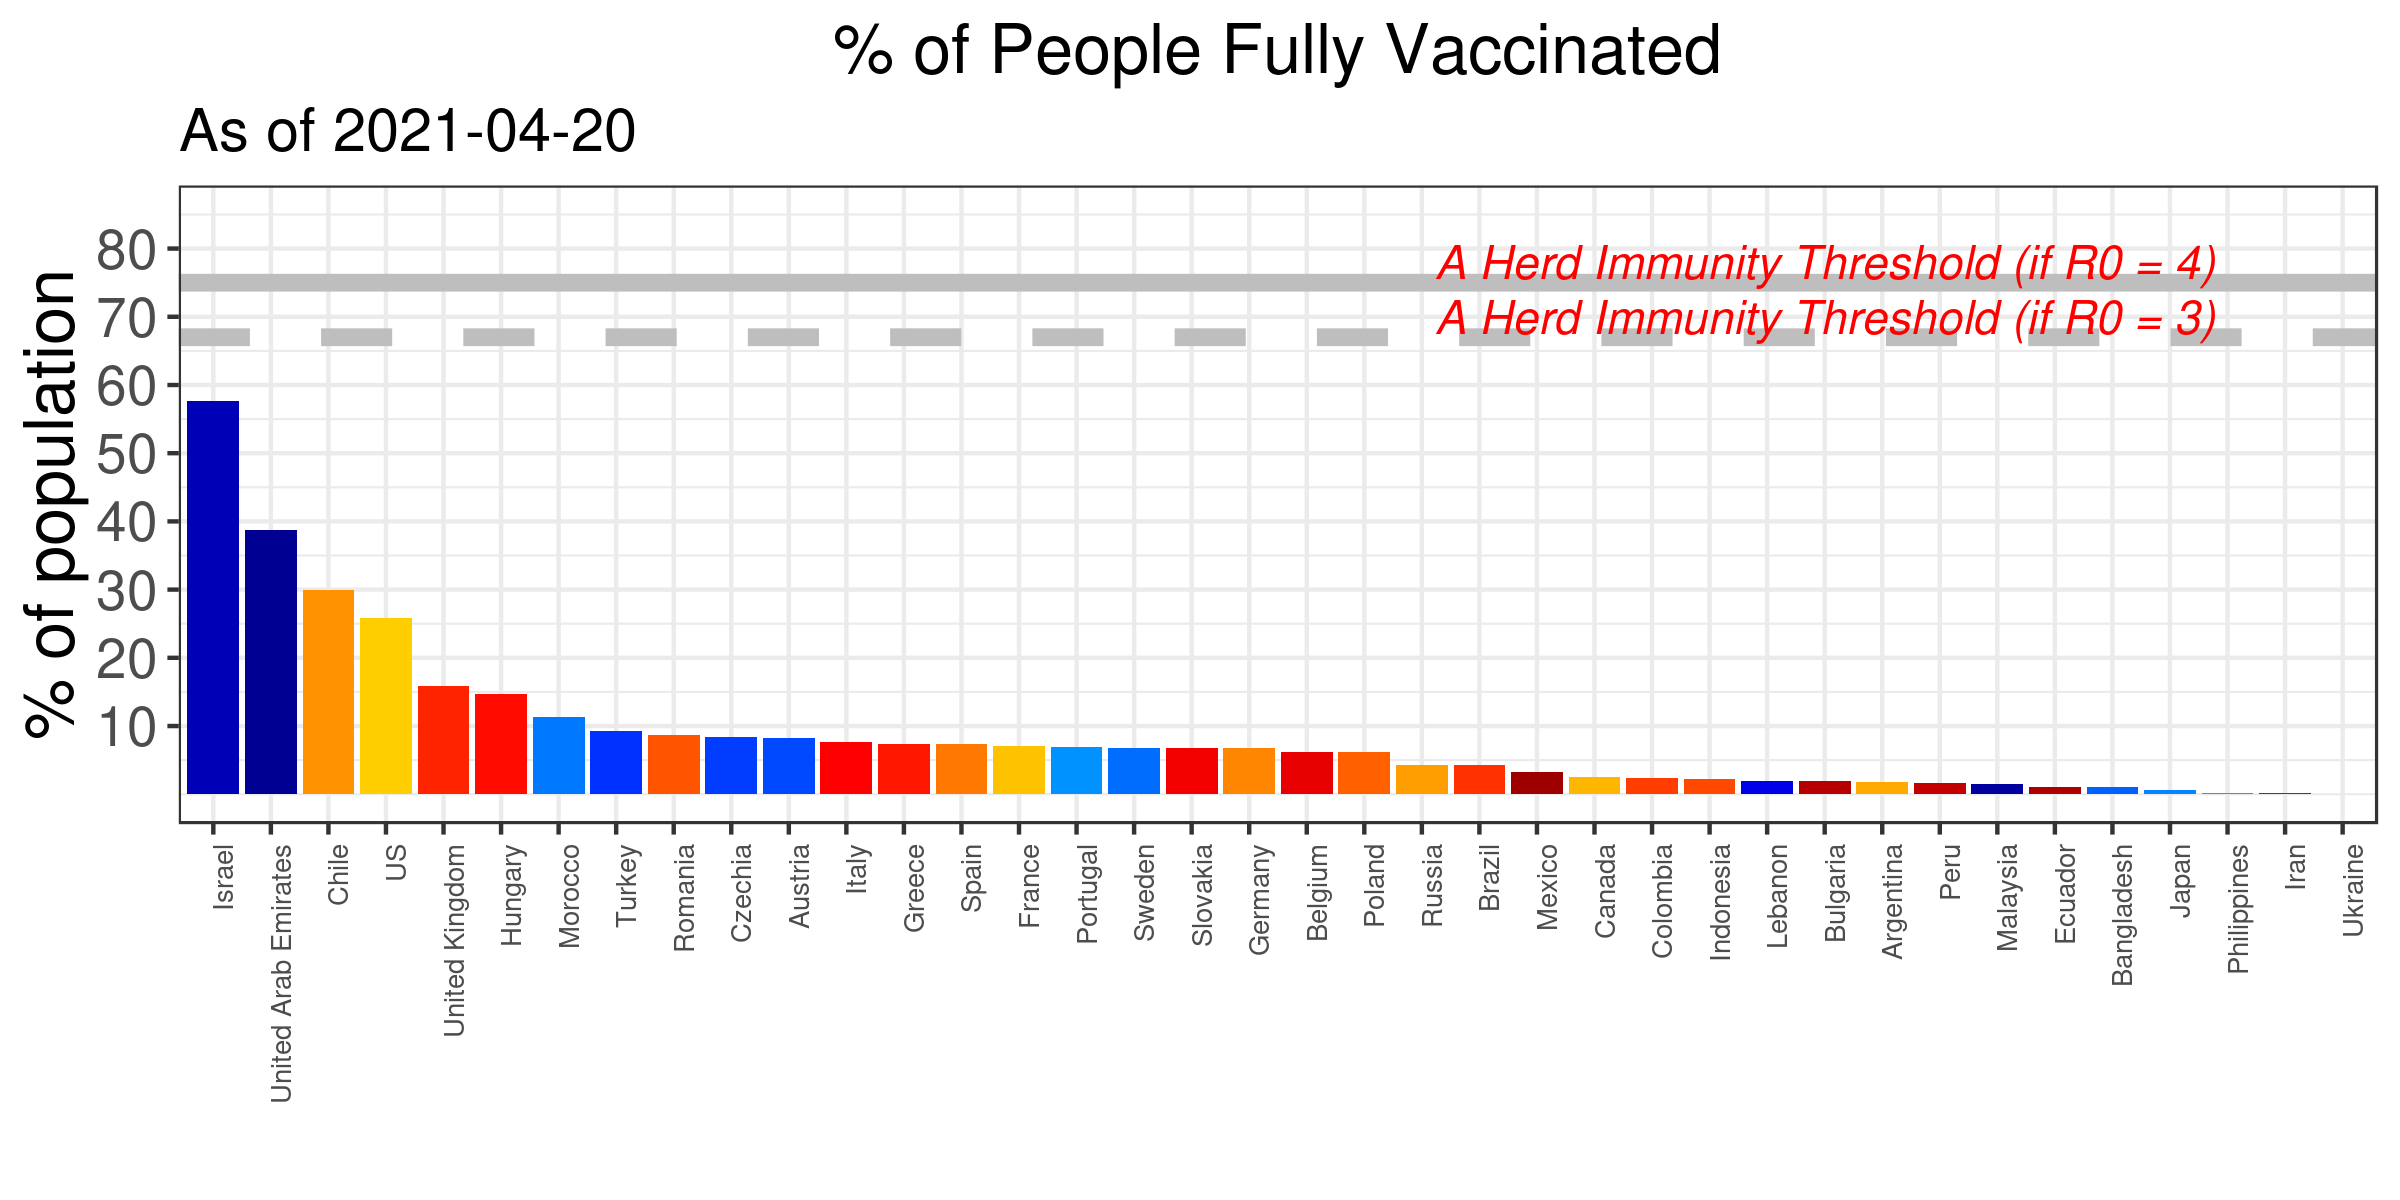 % of People Fully Vaccinated
As of 2021-04-20
% of population
80
70
60
50
40
30
20
10
A Herd Immunity Threshold (if R0 = 4)
A Herd Immunity Threshold (if R0 = 3)
Israel
United Arab Emirates
Chile
US
United Kingdom
Hungary
Morocco
Turkey
Romania
Czechia
Austria
Italy
Greece
Spain
France
Portugal
Sweden
Slovakia
Germany
Belgium
Poland
Russia
Brazil
Mexico
Canada
Colombia
Indonesia
Lebanon
Bulgaria
Argentina
Peru
Malaysia
Ecuador
Bangladesh
Japan
Philippines
Iran
Ukraine